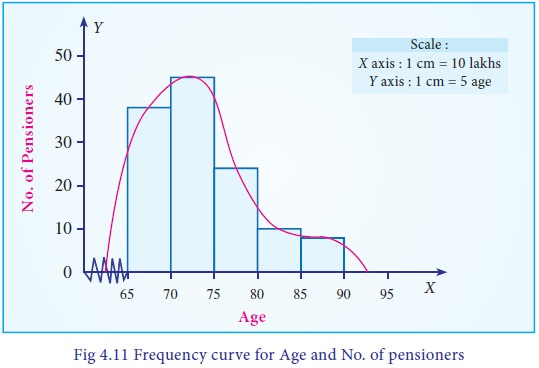 Y
Scale :
X axis : 1 cm = 10 lakhs
Y axis : 1 cm = 5 age
50
40
30
20
10
0
No. of Pensioners
65 70 75 80 85 90 95 X
Age
Fig 4.11 Frequency curve for Age and No. of pensioners